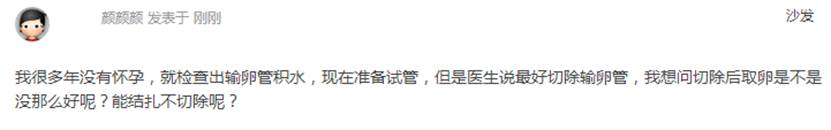 颜颜颜 发表于 刚刚 沙发
我很多年没有怀孕，就检查出输卵管积水，现在准备试管，但是医生说最好切除输卵管，我想问切除后取卵是不是
没那么好呢？能结扎不切除呢？